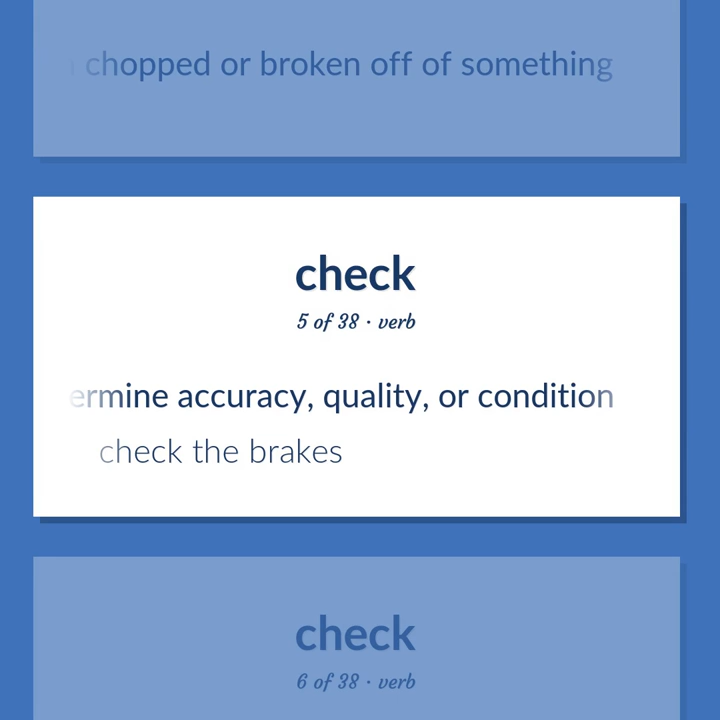 chopped or broken off of something
check
5 of 38 · verb
ermine accuracy, quality, or condition
check the brakes
check
6 of 38 · verb